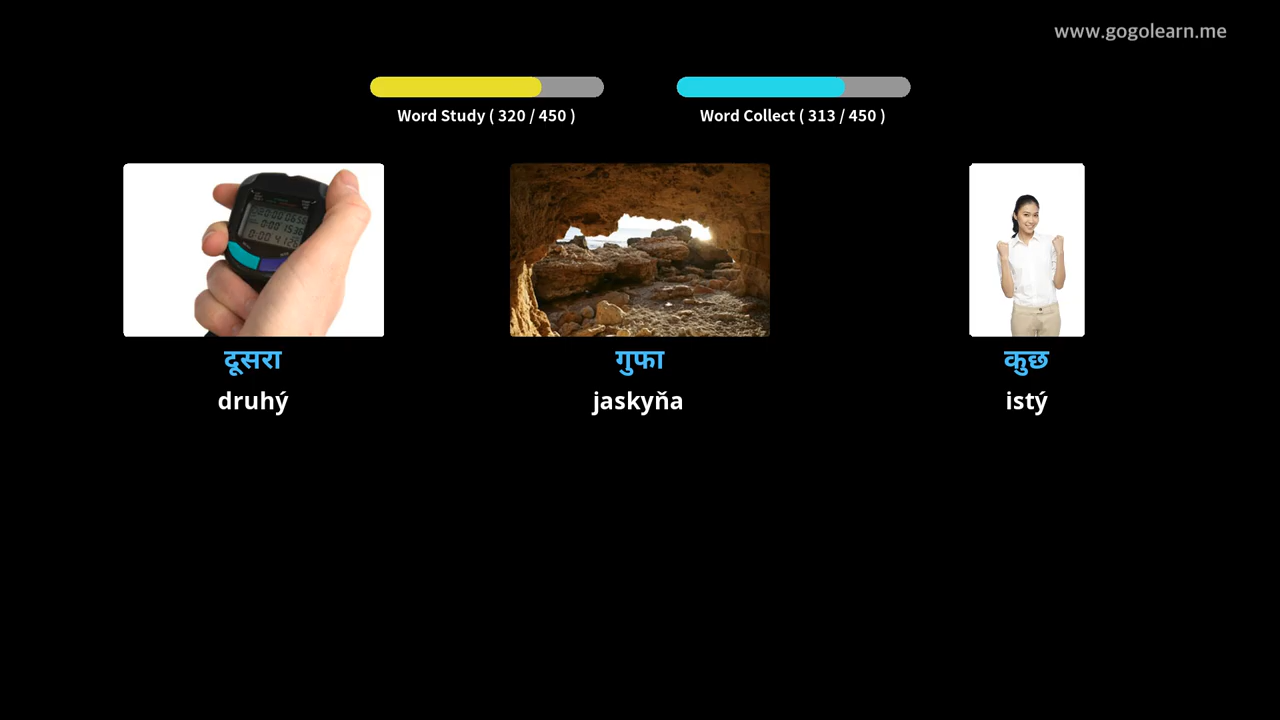 www.gogolearn.me
Word Study ( 320 / 450 )
Word Collect ( 313 / 450 )
दूसरा
गुफा
कुछ
druhý
jaskyňa
istý